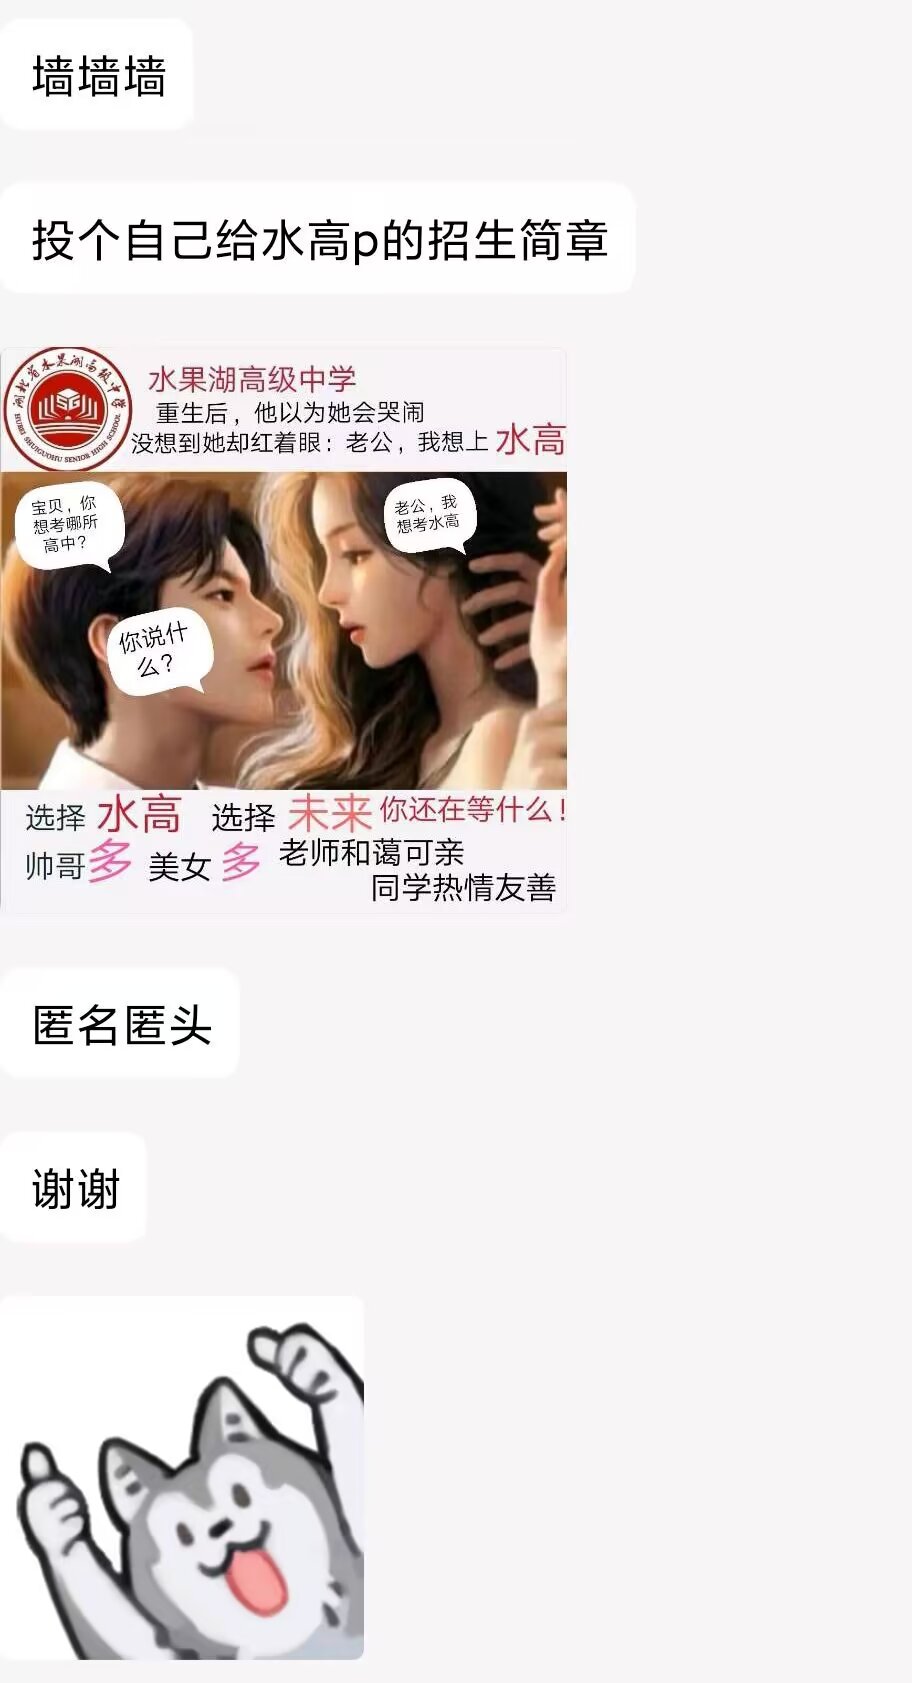 墙墙墙
投个自己给水高p的招生简章
湖北省水果湖高级中学
HUBEI SHUIGUOHU SENIOR HIGH SCHOOL
水果湖高级中学
重生后，他以为她会哭闹
没想到她却红着眼：老公，我想上 水高
宝贝，你
想考哪所
高中？
老公，我
想考水高
你说什
么？
选择 水高 选择 未来 你还在等什么！
帅哥多 美女 多 老师和蔼可亲
同学热情友善
匿名匿头
谢谢